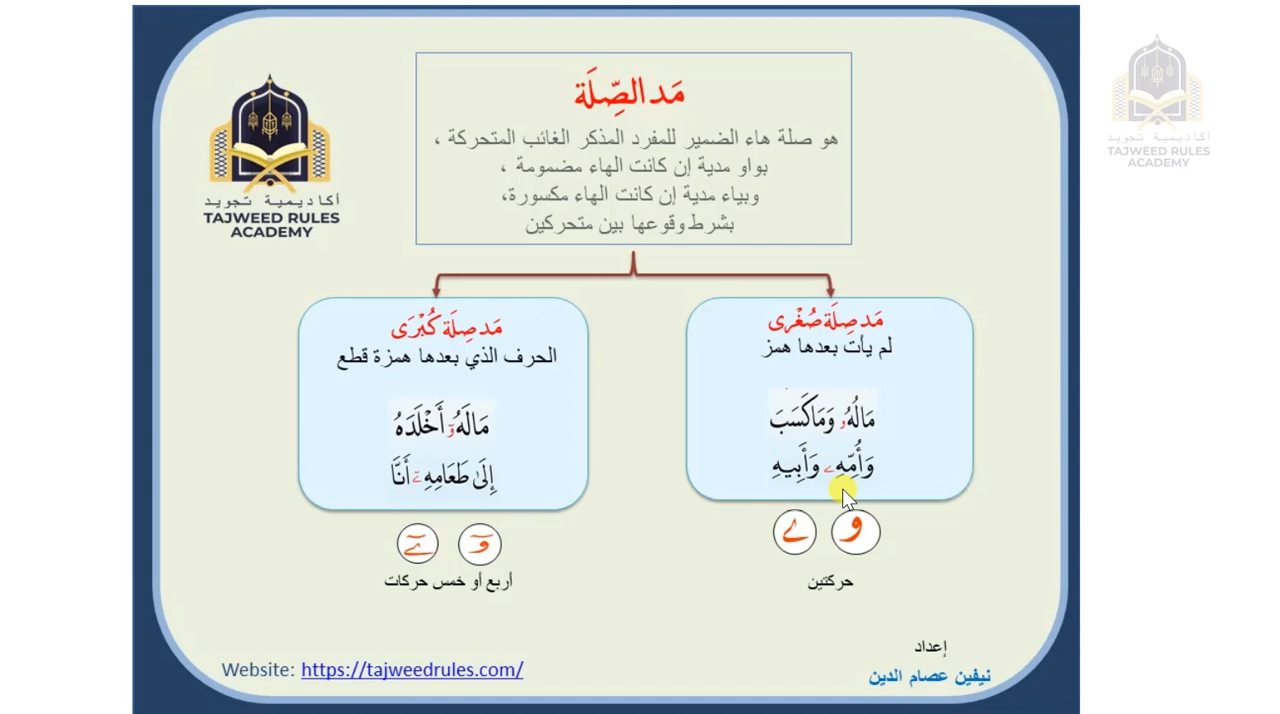 مَد الصِّلَة
هو صلة هاء الضمير للمفرد المذكر الغائب المتحركة ،
بواو مدية إن كانت الهاء مضمومة ،
وبياء مدية إن كانت الهاء مكسورة،
بشرط وقوعها بين متحركين
أكاديمية تجويد
TAJWEED RULES
ACADEMY
أكاديمية تجويد
TAJWEED RULES
ACADEMY
مَد صِلَة صُغْرى
لم يأت بعدها همز
مَالُهُۥ وَمَا كَسَبَ
وَأُمِّهِۦ وَأَبِيهِ
و ے
حركتين
مَد صِلَة كُبْرَى
الحرف الذي بعدها همزة قطع
مَالَهُۥٓ أَخْلَدَهُ
إِلَىٰ طَعَامِهِۦٓ أَنَّا
وٓ ےٓ
أربع أو خمس حركات
إعداد
نيفين عصام الدين
Website: https://tajweedrules.com/